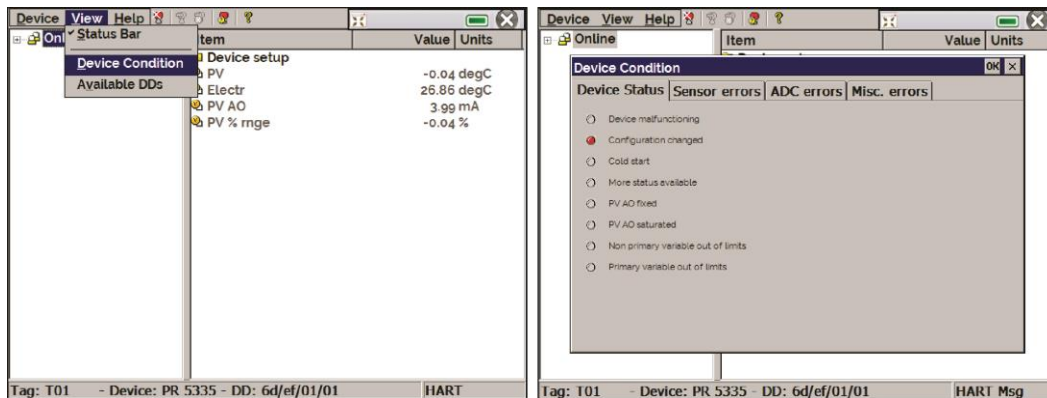 Device View Help
Status Bar
Device Condition
Available DDs
Onl
tem Value Units
Device setup
PV -0.04 degC
Electr 26.86 degC
PV AO 3.99 mA
PV % rnge -0.04 %
Tag: T01 - Device: PR 5335 - DD: 6d/ef/01/01 HART
Device View Help
Online
Item Value Units
Device Condition OK
Device Status Sensor errors ADC errors Misc. errors
Device malfunctioning
Configuration changed
Cold start
More status available
PV AO fixed
PV AO saturated
Non primary variable out of limits
Primary variable out of limits
Tag: T01 - Device: PR 5335 - DD: 6d/ef/01/01 HART Msg